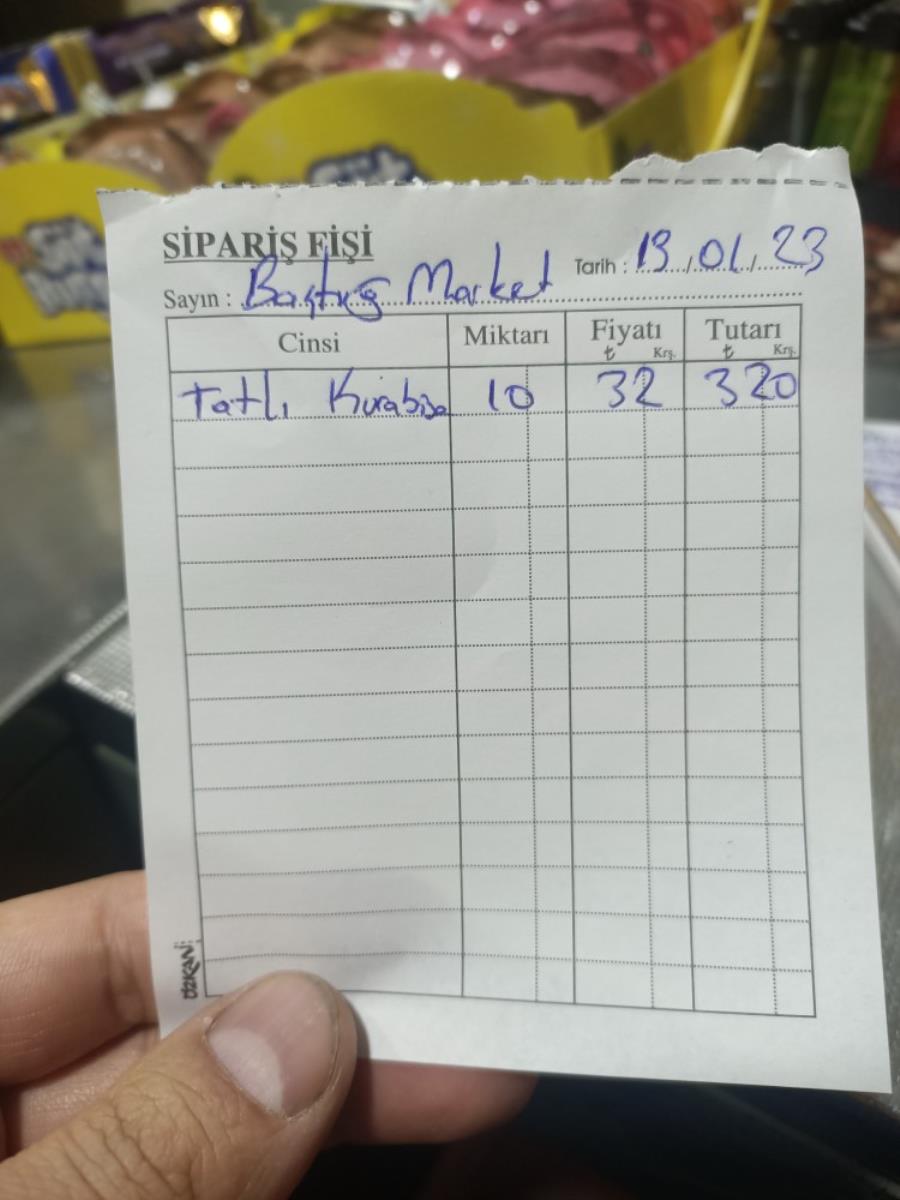 SİPARİŞ FİŞİ
Tarih : 19/01/23
Sayın : Baştuğ Market
Cinsi Miktarı Fiyatı Tutarı
₺ Krş. ₺ Krş.
Tatlı Kurabiye 10 32 320
ÖZKAN